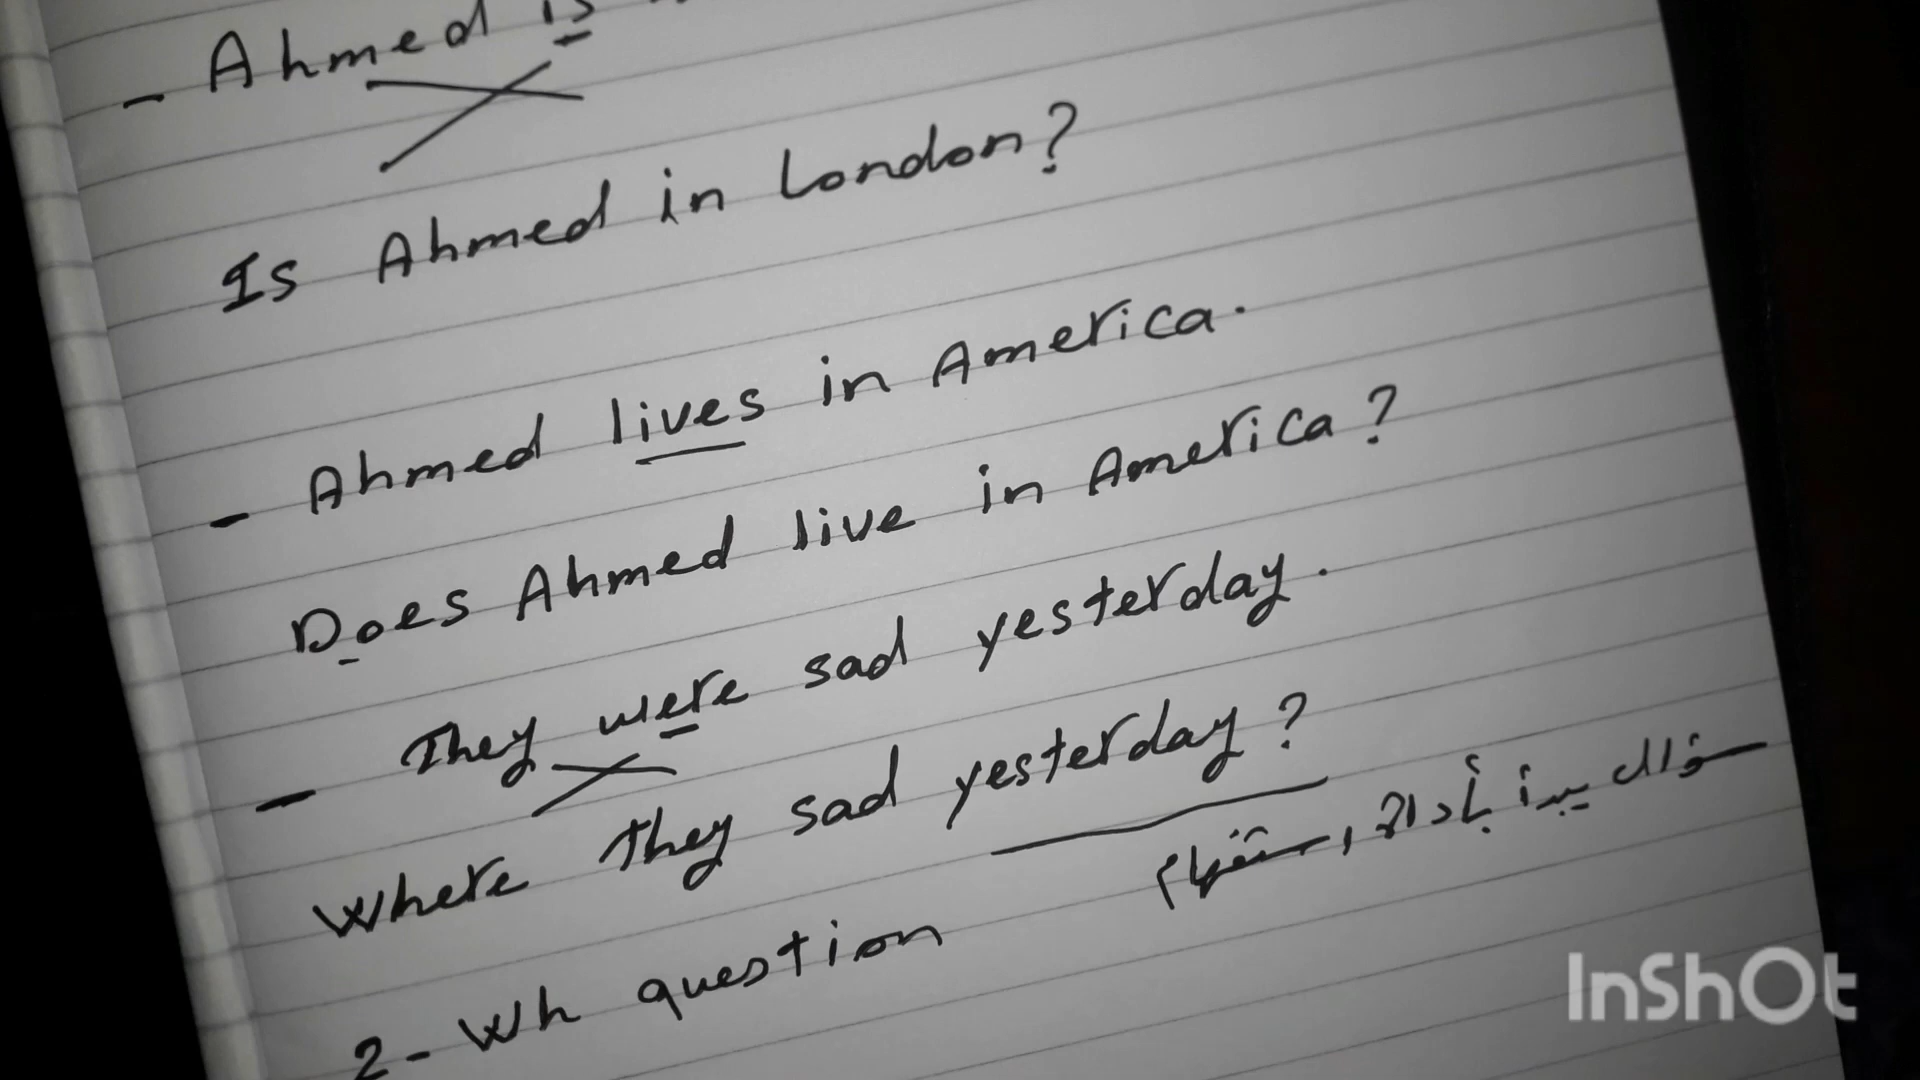 - Ahmed is
Is Ahmed in London?
- Ahmed lives in America.
Does Ahmed live in America?
- They were sad yesterday.
Where they sad yesterday?
2- Wh question سؤال يبدأ بأداة استفهام
InShOt